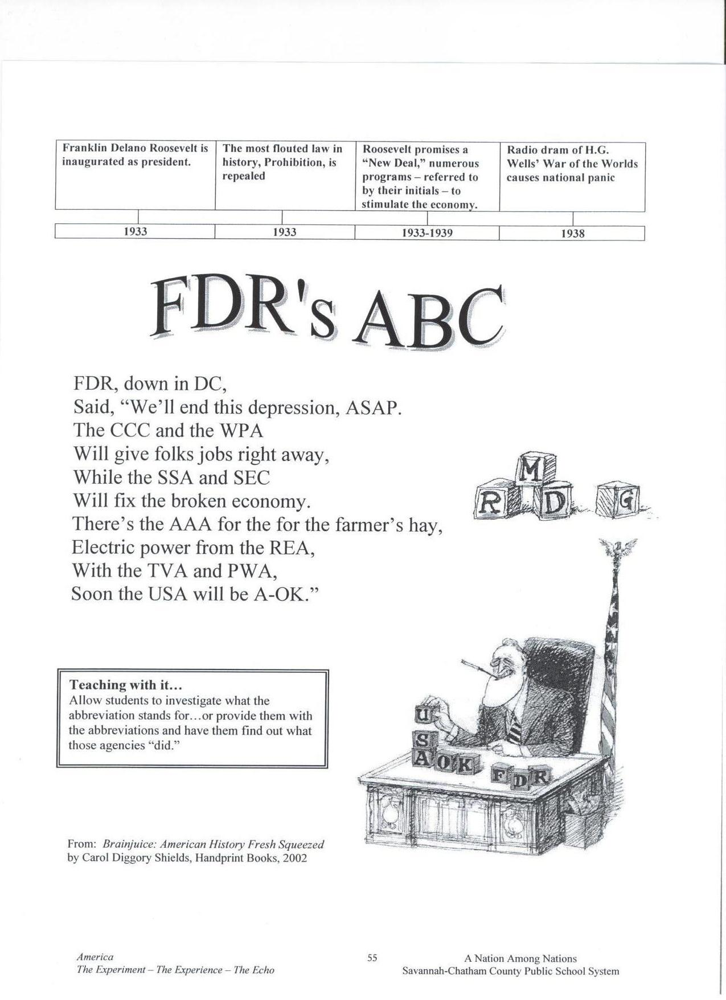 Franklin Delano Roosevelt is
inaugurated as president.
The most flouted law in
history, Prohibition, is
repealed
Roosevelt promises a
“New Deal,” numerous
programs – referred to
by their initials – to
stimulate the economy.
Radio dram of H.G.
Wells’ War of the Worlds
causes national panic
1933
1933
1933-1939
1938
FDR's ABC
FDR, down in DC,
Said, “We’ll end this depression, ASAP.
The CCC and the WPA
Will give folks jobs right away,
While the SSA and SEC
Will fix the broken economy.
There’s the AAA for the for the farmer’s hay,
Electric power from the REA,
With the TVA and PWA,
Soon the USA will be A-OK.”
M
R D G
Teaching with it…
Allow students to investigate what the
abbreviation stands for…or provide them with
the abbreviations and have them find out what
those agencies “did.”
U
S
A OK FDR
From: Brainjuice: American History Fresh Squeezed
by Carol Diggory Shields, Handprint Books, 2002
America
The Experiment – The Experience – The Echo
55
A Nation Among Nations
Savannah-Chatham County Public School System